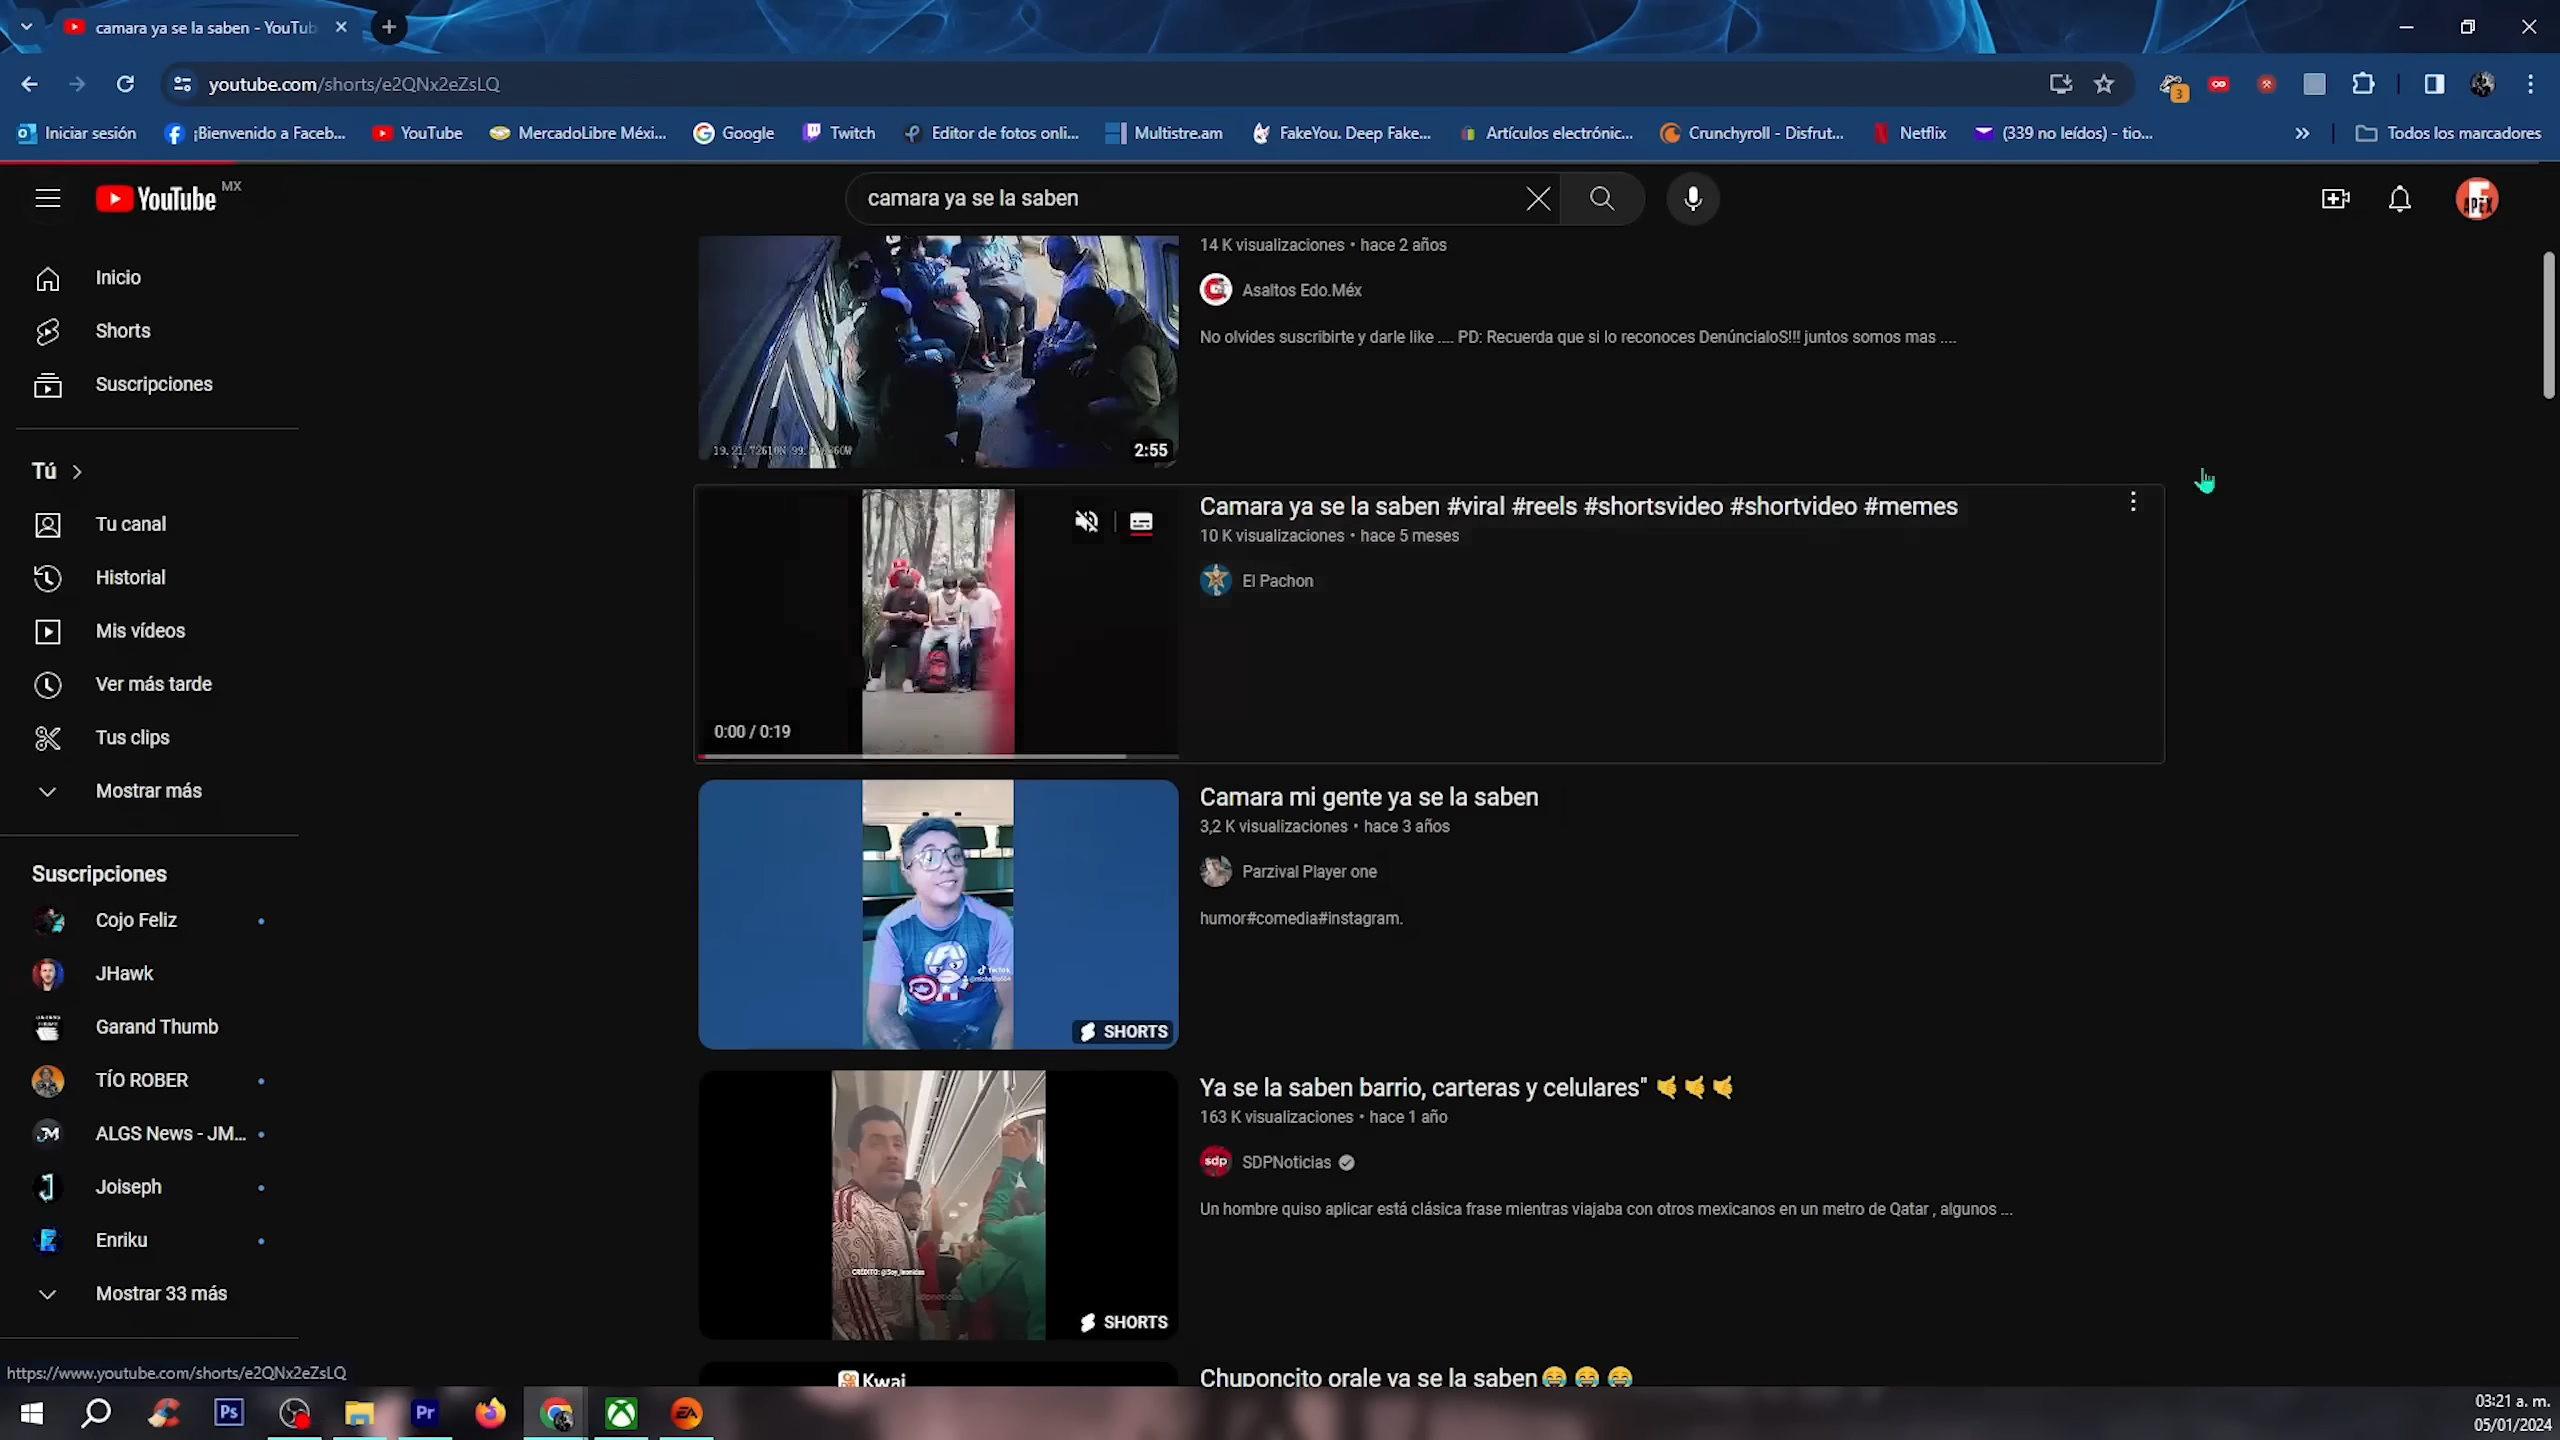 camara ya se la saben - YouTub
youtube.com/shorts/e2QNx2eZsLQ
3
Iniciar sesión
¡Bienvenido a Faceb...
YouTube
MercadoLibre Méxi...
Google
Twitch
Editor de fotos onli...
Multistre.am
FakeYou. Deep Fake...
Artículos electrónic...
Crunchyroll - Disfrut...
Netflix
(339 no leídos) - tio...
Todos los marcadores
YouTube MX
camara ya se la saben
APEX
Inicio
Shorts
Suscripciones
Tú
Tu canal
Historial
Mis vídeos
Ver más tarde
Tus clips
Mostrar más
Suscripciones
Cojo Feliz
JHawk
Garand Thumb
TÍO ROBER
ALGS News - JM...
Joiseph
Enriku
Mostrar 33 más
14 K visualizaciones • hace 2 años
Asaltos Edo.Méx
No olvides suscribirte y darle like .... PD: Recuerda que si lo reconoces DenúncialoS!!! juntos somos mas ....
2:55
Camara ya se la saben #viral #reels #shortsvideo #shortvideo #memes
10 K visualizaciones • hace 5 meses
El Pachon
0:00 / 0:19
Camara mi gente ya se la saben
3,2 K visualizaciones • hace 3 años
Parzival Player one
humor#comedia#instagram.
TikTok
SHORTS
Ya se la saben barrio, carteras y celulares" 🤙🤙🤙
163 K visualizaciones • hace 1 año
sdp
SDPNoticias
Un hombre quiso aplicar está clásica frase mientras viajaba con otros mexicanos en un metro de Qatar , algunos ...
sdpnoticias
SHORTS
Kwai
Chuponcito orale ya se la saben😂 😂 😂
https://www.youtube.com/shorts/e2QNx2eZsLQ
Ps
Pr
EA
03:21 a. m.
05/01/2024